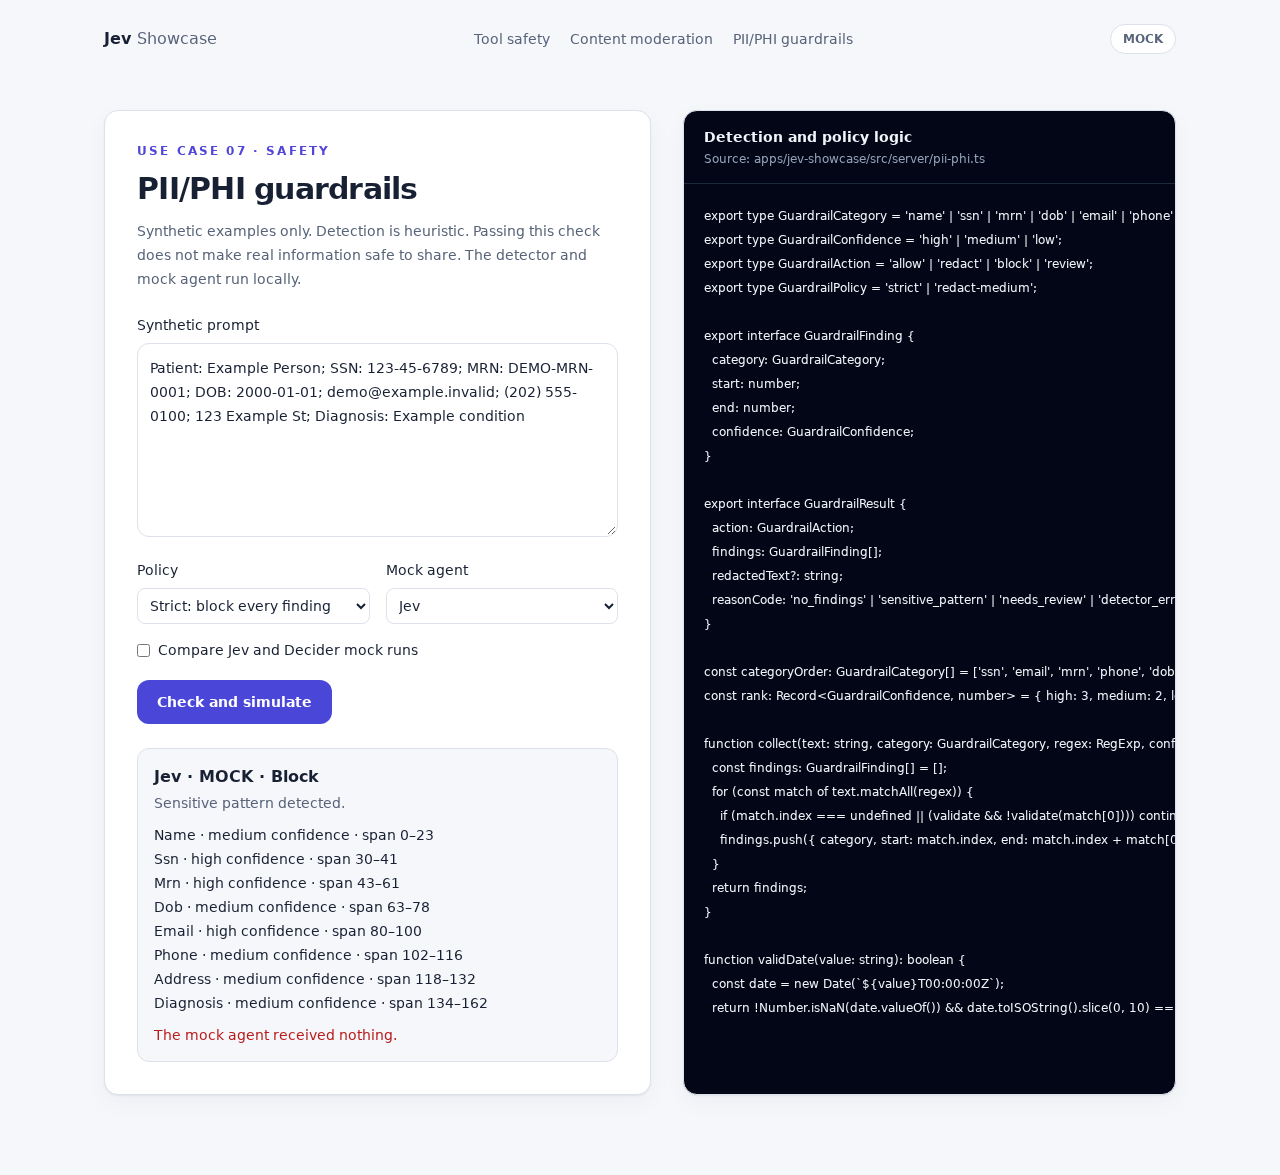 Jev Showcase
Tool safety Content moderation PII/PHI guardrails
MOCK
USE CASE 07 · SAFETY
PII/PHI guardrails
Synthetic examples only. Detection is heuristic. Passing this check
does not make real information safe to share. The detector and
mock agent run locally.
Synthetic prompt
Patient: Example Person; SSN: 123-45-6789; MRN: DEMO-MRN-
0001; DOB: 2000-01-01; demo@example.invalid; (202) 555-
0100; 123 Example St; Diagnosis: Example condition
Policy
Strict: block every finding
Mock agent
Jev
Compare Jev and Decider mock runs
Check and simulate
Jev · MOCK · Block
Sensitive pattern detected.
Name · medium confidence · span 0–23
Ssn · high confidence · span 30–41
Mrn · high confidence · span 43–61
Dob · medium confidence · span 63–78
Email · high confidence · span 80–100
Phone · medium confidence · span 102–116
Address · medium confidence · span 118–132
Diagnosis · medium confidence · span 134–162
The mock agent received nothing.
Detection and policy logic
Source: apps/jev-showcase/src/server/pii-phi.ts
export type GuardrailCategory = 'name' | 'ssn' | 'mrn' | 'dob' | 'email' | 'phone'
export type GuardrailConfidence = 'high' | 'medium' | 'low';
export type GuardrailAction = 'allow' | 'redact' | 'block' | 'review';
export type GuardrailPolicy = 'strict' | 'redact-medium';
export interface GuardrailFinding {
category: GuardrailCategory;
start: number;
end: number;
confidence: GuardrailConfidence;
}
export interface GuardrailResult {
action: GuardrailAction;
findings: GuardrailFinding[];
redactedText?: string;
reasonCode: 'no_findings' | 'sensitive_pattern' | 'needs_review' | 'detector_err
}
const categoryOrder: GuardrailCategory[] = ['ssn', 'email', 'mrn', 'phone', 'dob
const rank: Record<GuardrailConfidence, number> = { high: 3, medium: 2,
function collect(text: string, category: GuardrailCategory, regex: RegExp, conf
const findings: GuardrailFinding[] = [];
for (const match of text.matchAll(regex)) {
if (match.index === undefined || (validate && !validate(match[0]))) contin
findings.push({ category, start: match.index, end: match.index + match[0
}
return findings;
}
function validDate(value: string): boolean {
const date = new Date(`${value}T00:00:00Z`);
return !Number.isNaN(date.valueOf()) && date.toISOString().slice(0, 10) ==